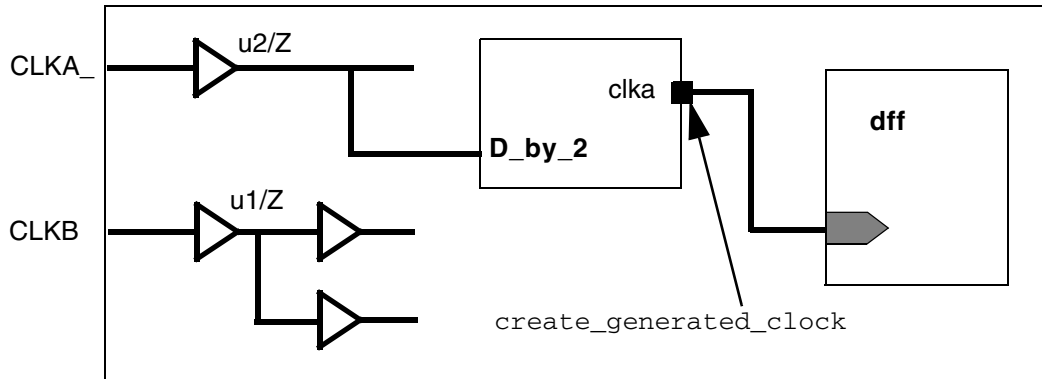 u2/Z
CLKA_
clka
dff
D_by_2
u1/Z
CLKB
create_generated_clock